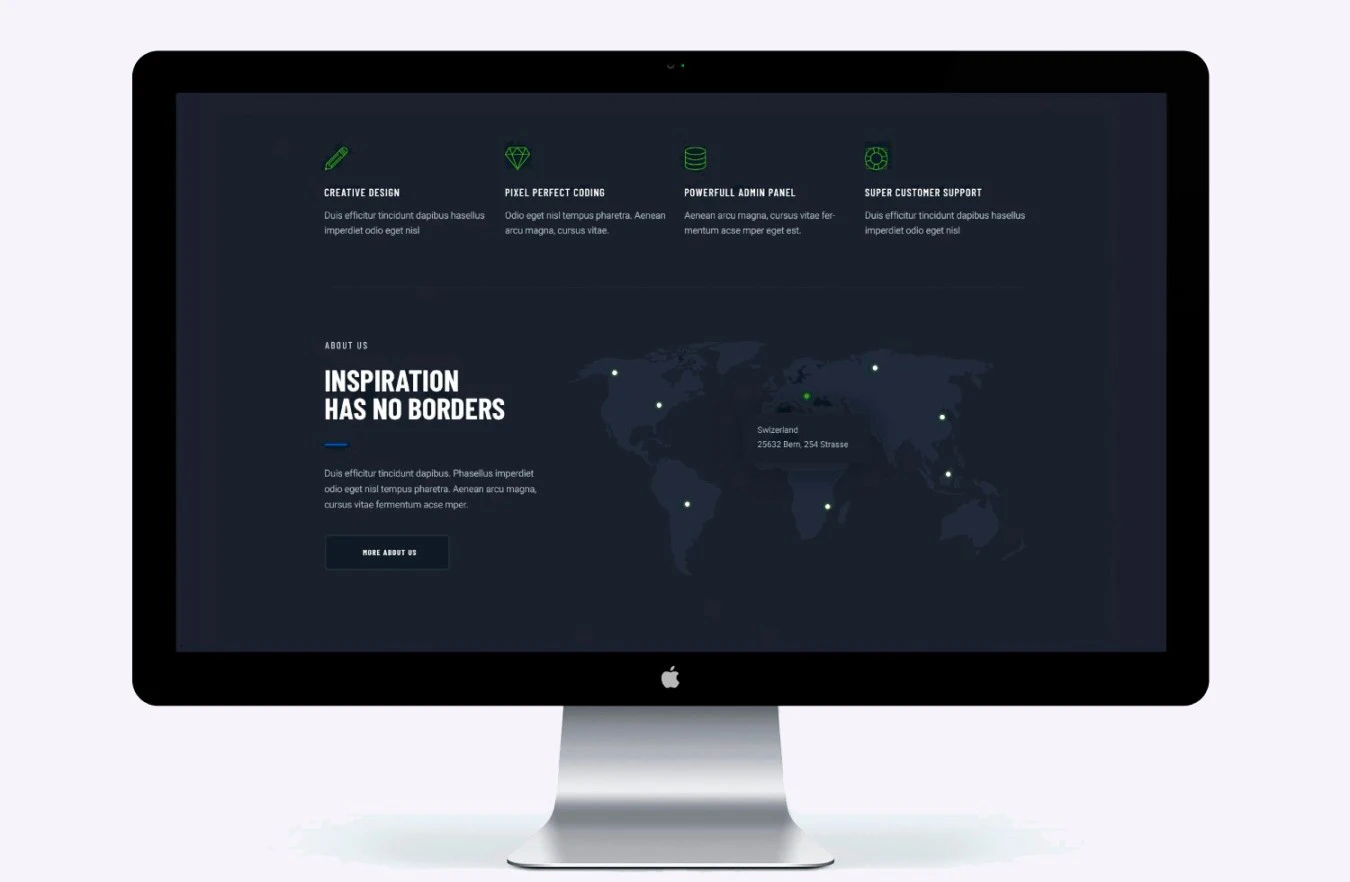 CREATIVE DESIGN
Duis efficitur tincidunt dapibus hasellus
imperdiet odio eget nisl
PIXEL PERFECT CODING
Odio eget nisl tempus pharetra. Aenean
arcu magna, cursus vitae.
POWERFULL ADMIN PANEL
Aenean arcu magna, cursus vitae fer-
mentum acse mper eget est.
SUPER CUSTOMER SUPPORT
Duis efficitur tincidunt dapibus hasellus
imperdiet odio eget nisl
ABOUT US
INSPIRATION
HAS NO BORDERS
Duis efficitur tincidunt dapibus. Phasellus imperdiet
odio eget nisl tempus pharetra. Aenean arcu magna,
cursus vitae fermentum acse mper.
MORE ABOUT US
Swizerland
25632 Bern, 254 Strasse